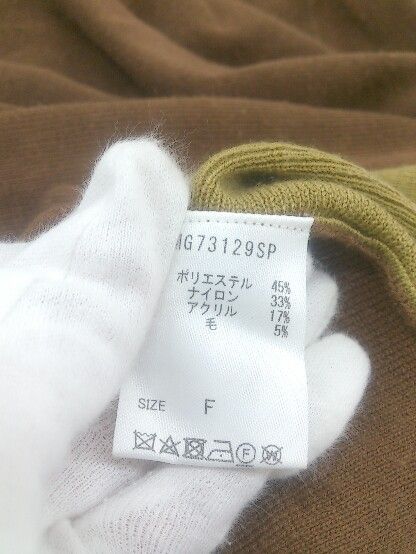 MG73129SP
ポリエステル 45%
ナイロン 33%
アクリル 17%
毛 5%
SIZE F
F W